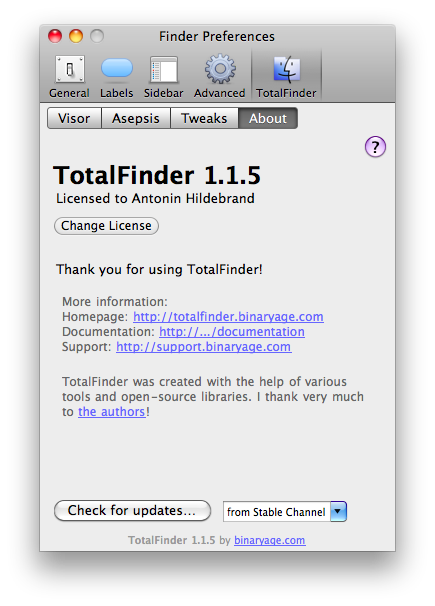 Finder Preferences
General Labels Sidebar Advanced TotalFinder
Visor Asepsis Tweaks About
?
TotalFinder 1.1.5
Licensed to Antonin Hildebrand
Change License
Thank you for using TotalFinder!
More information:
Homepage: http://totalfinder.binaryage.com
Documentation: http://.../documentation
Support: http://support.binaryage.com
TotalFinder was created with the help of various
tools and open-source libraries. I thank very much
to the authors!
Check for updates... from Stable Channel
TotalFinder 1.1.5 by binaryage.com